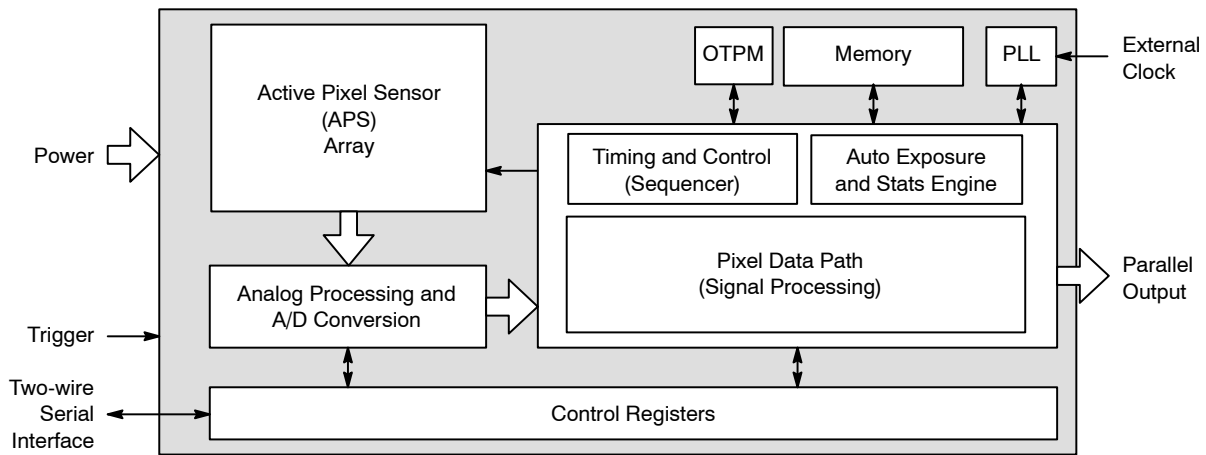 OTPM
Memory
PLL
External
Clock
Active Pixel Sensor
(APS)
Array
Power
Timing and Control
(Sequencer)
Auto Exposure
and Stats Engine
Pixel Data Path
(Signal Processing)
Parallel
Output
Analog Processing and
A/D Conversion
Trigger
Two-wire
Serial
Interface
Control Registers